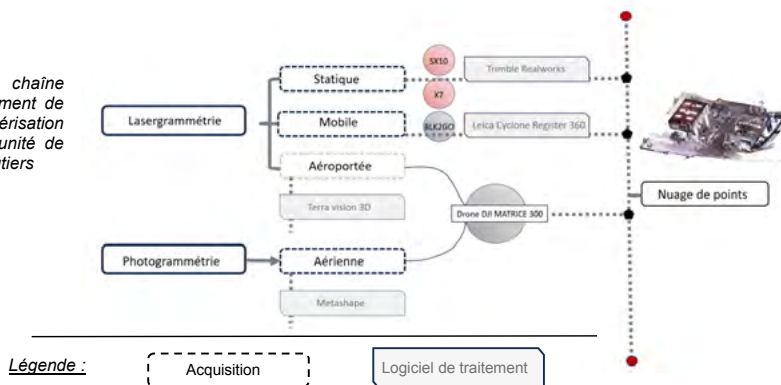 chaîne
ment de
érisation
unité de
tiers
Lasergrammétrie
Statique
SX10
Trimble Realworks
X7
Mobile
BLK2GO
Leica Cyclone Register 360
Aéroportée
Terra vision 3D
Drone DJI MATRICE 300
Nuage de points
Photogrammétrie
Aérienne
Metashape
Légende :
Acquisition
Logiciel de traitement